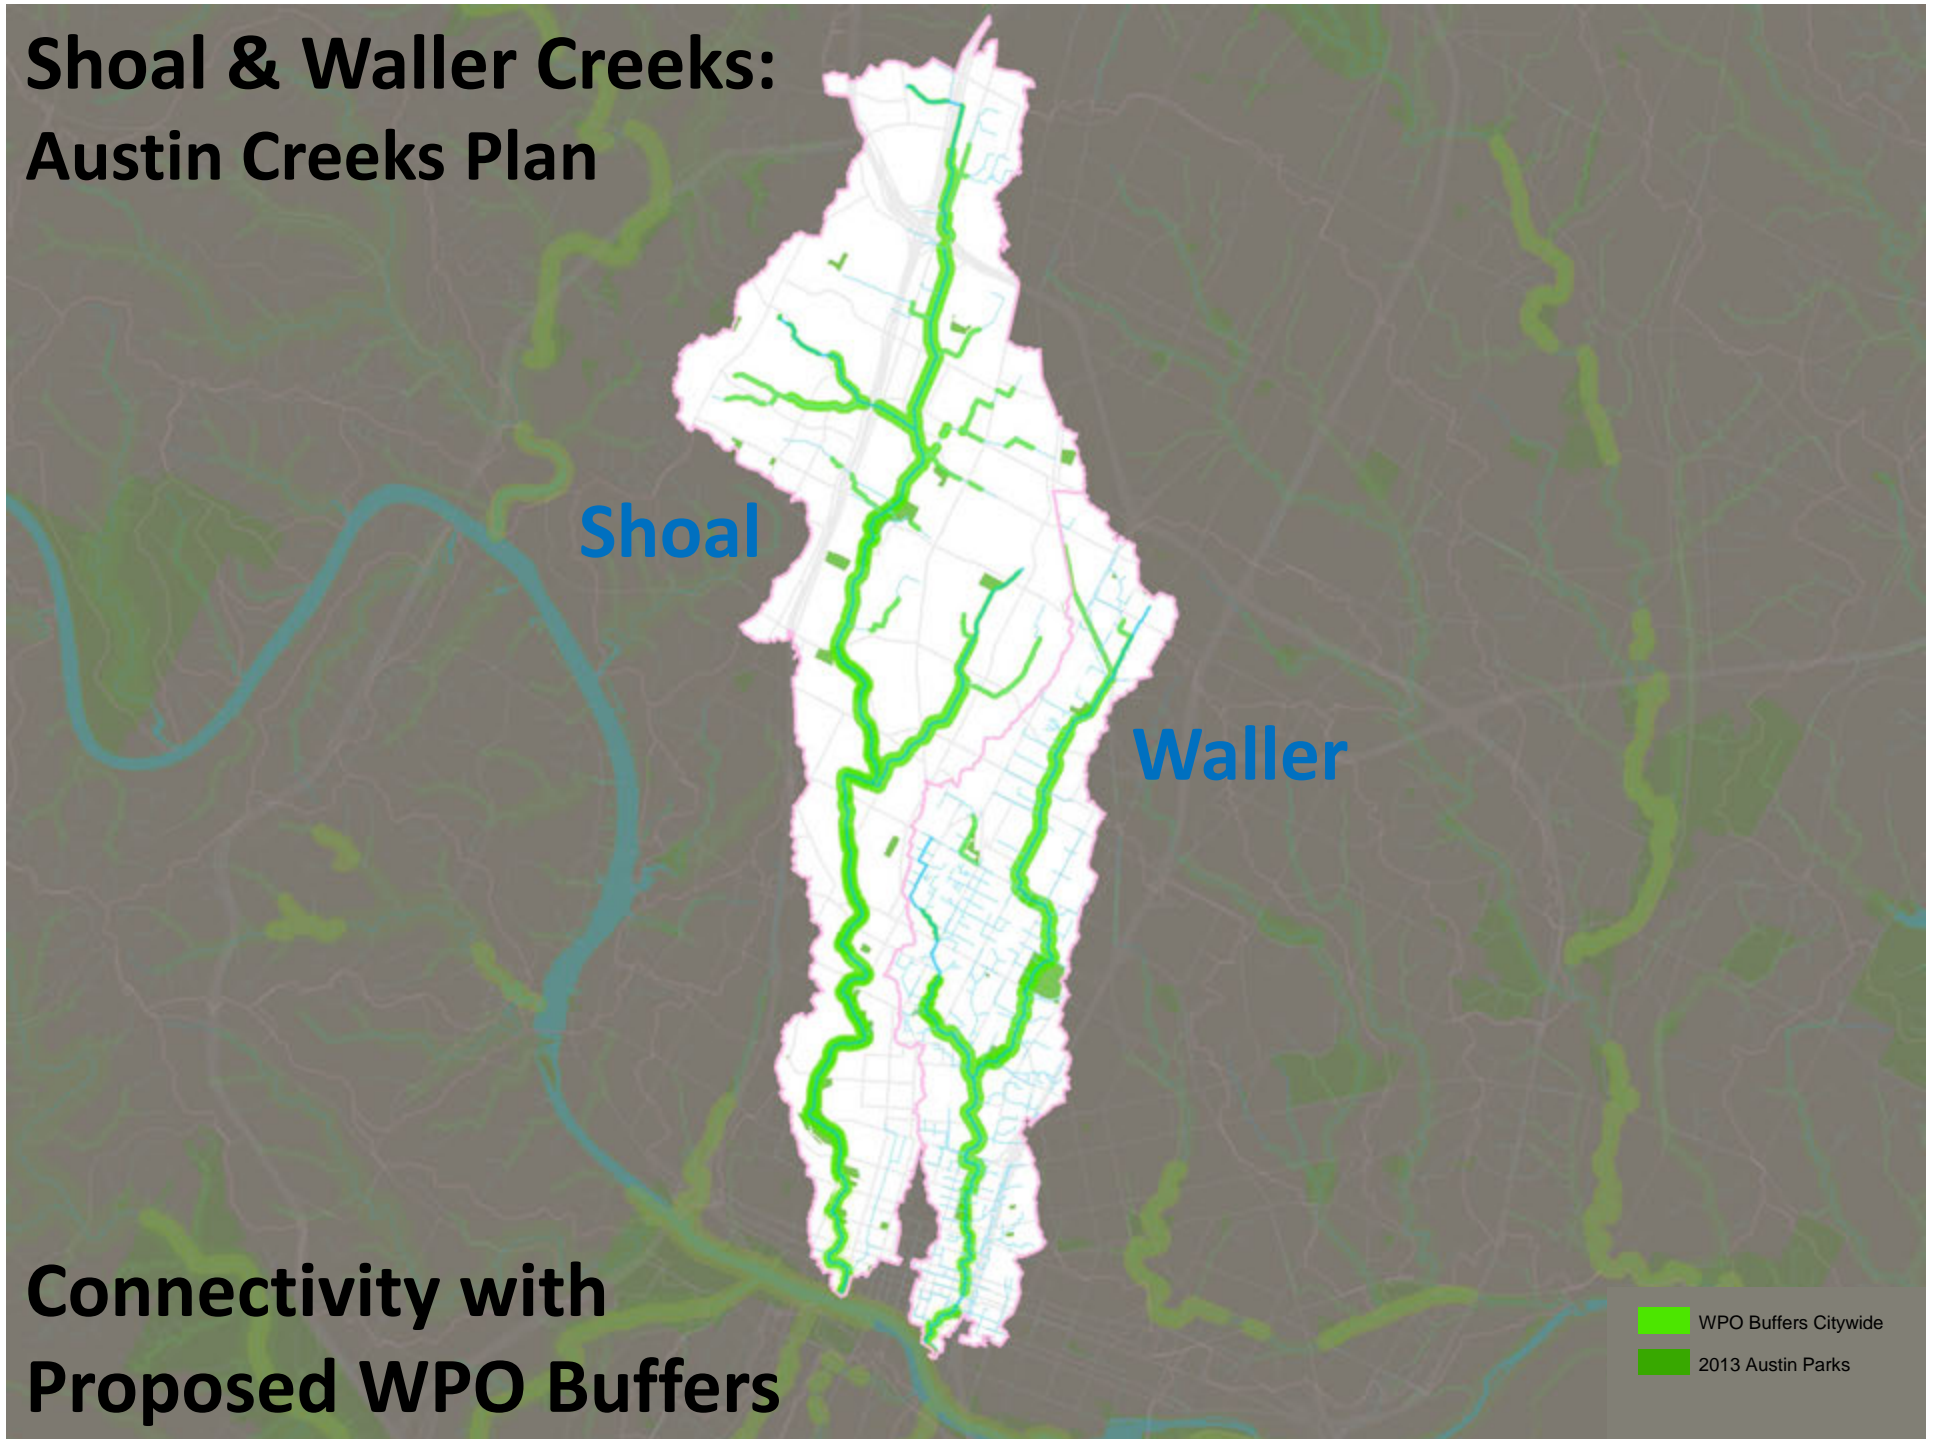 Shoal & Waller Creeks:
Austin Creeks Plan
Shoal
Waller
Connectivity with
Proposed WPO Buffers
WPO Buffers Citywide
2013 Austin Parks